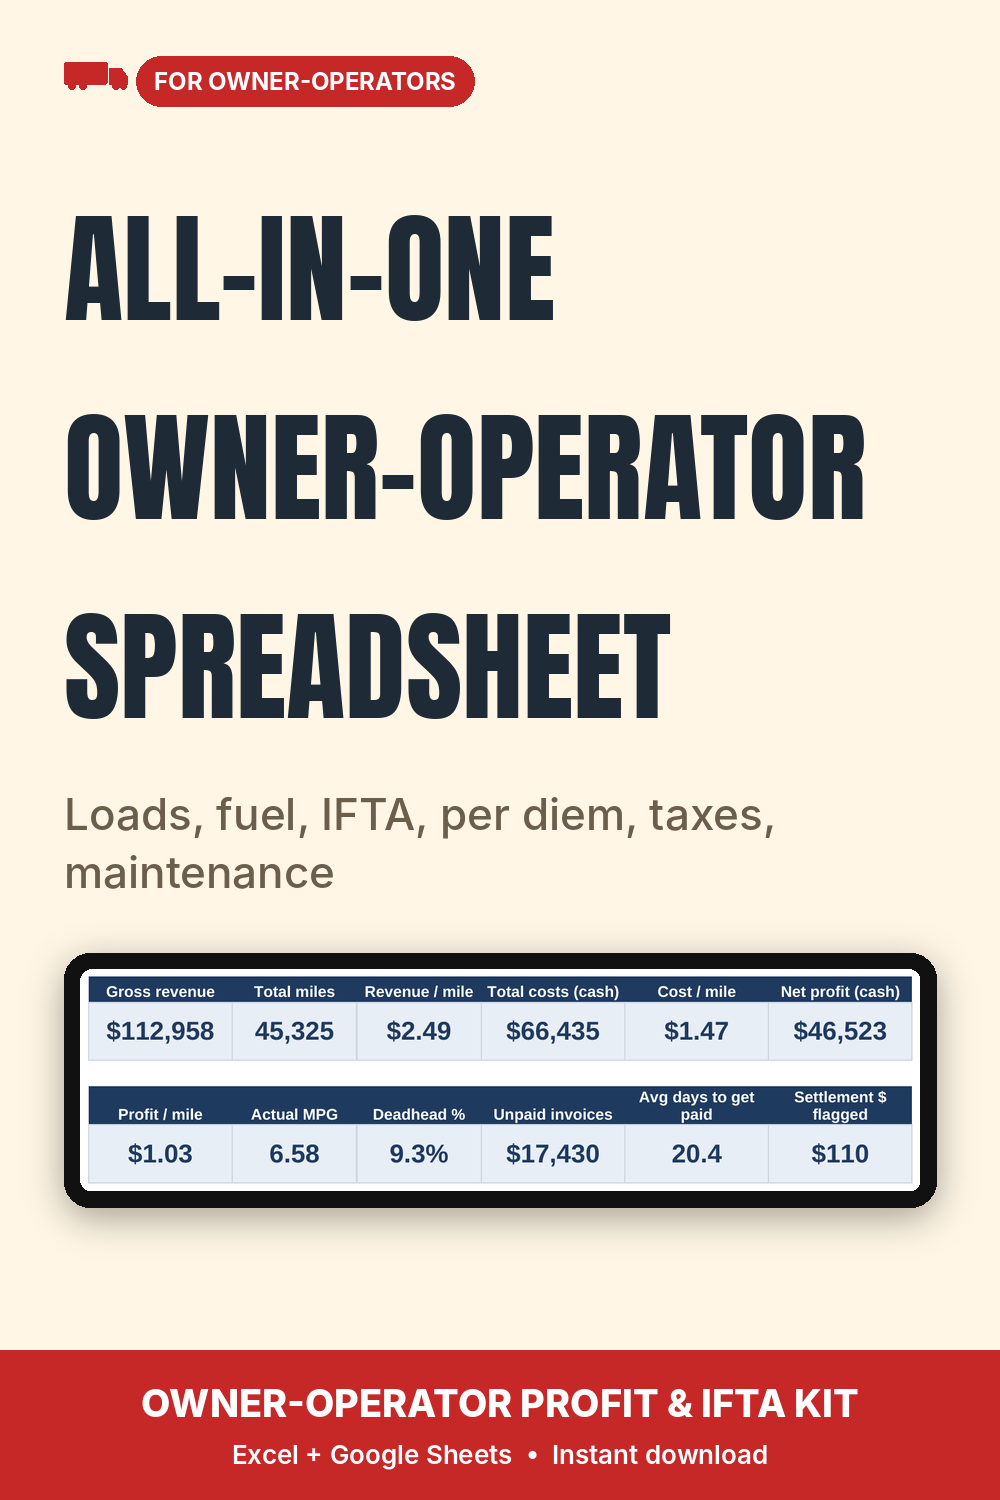 FOR OWNER-OPERATORS
ALL-IN-ONE
OWNER-OPERATOR
SPREADSHEET
Loads, fuel, IFTA, per diem, taxes,
maintenance
Gross revenue Total miles Revenue / mile Total costs (cash) Cost / mile Net profit (cash)
$112,958 45,325 $2.49 $66,435 $1.47 $46,523
Profit / mile Actual MPG Deadhead % Unpaid invoices Avg days to get paid Settlement $ flagged
$1.03 6.58 9.3% $17,430 20.4 $110
OWNER-OPERATOR PROFIT & IFTA KIT
Excel + Google Sheets • Instant download